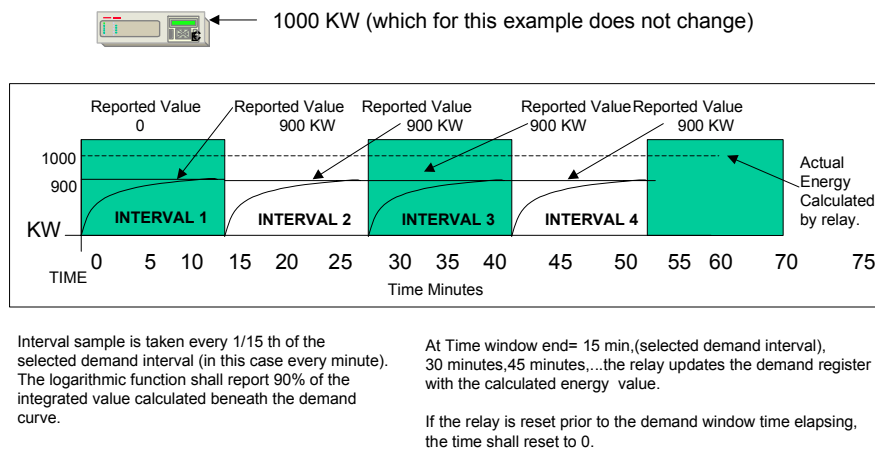 1000 KW (which for this example does not change)
Reported Value
0
Reported Value
900 KW
Reported Value
900 KW
Reported Value
900 KW
Reported Value
900 KW
1000
900
KW
INTERVAL 1
INTERVAL 2
INTERVAL 3
INTERVAL 4
Actual
Energy
Calculated
by relay.
TIME
0 5 10 15 20 25 30 35 40 45 50 55 60 70 75
Time Minutes
Interval sample is taken every 1/15 th of the
selected demand interval (in this case every minute).
The logarithmic function shall report 90% of the
integrated value calculated beneath the demand
curve.
At Time window end= 15 min,(selected demand interval),
30 minutes,45 minutes,...the relay updates the demand register
with the calculated energy value.
If the relay is reset prior to the demand window time elapsing,
the time shall reset to 0.